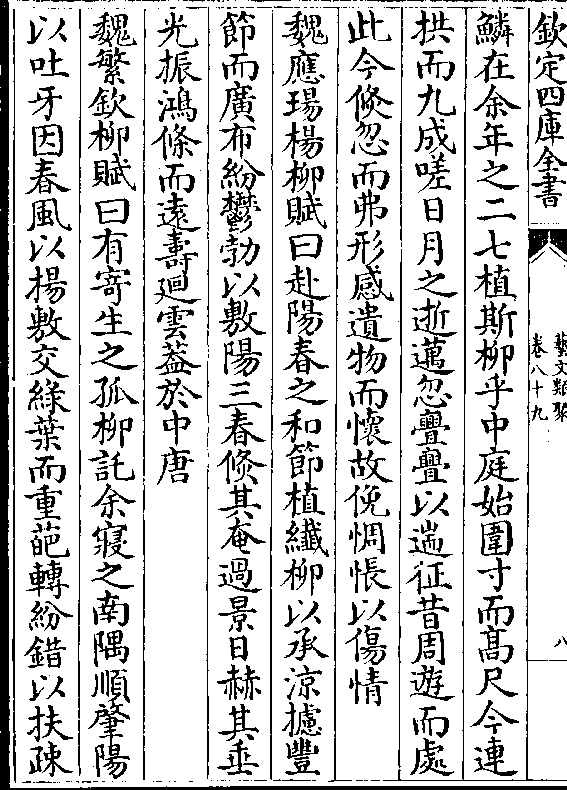 欽定四庫全書
藝文類聚
卷八十九
八
鱗在余年之二七植斯柳乎中庭始圍寸而髙尺今連
拱而九成嗟日月之逝邁忽亹亹以遄征昔周遊而處
此今倐忽而弗形感遺物而懷故俛惆悵以傷情
魏應瑒楊柳賦曰赴陽春之和節植纖柳以承涼攄豐
節而廣布紛鬱勃以敷陽三春倐其奄過景日赫其垂
光振鴻條而遠壽迴雲葢於中唐
魏繁欽柳賦曰有寄生之孤柳託余寢之南隅順肇陽
以吐牙因春風以揚敷交緑葉而重葩轉紛錯以扶疎